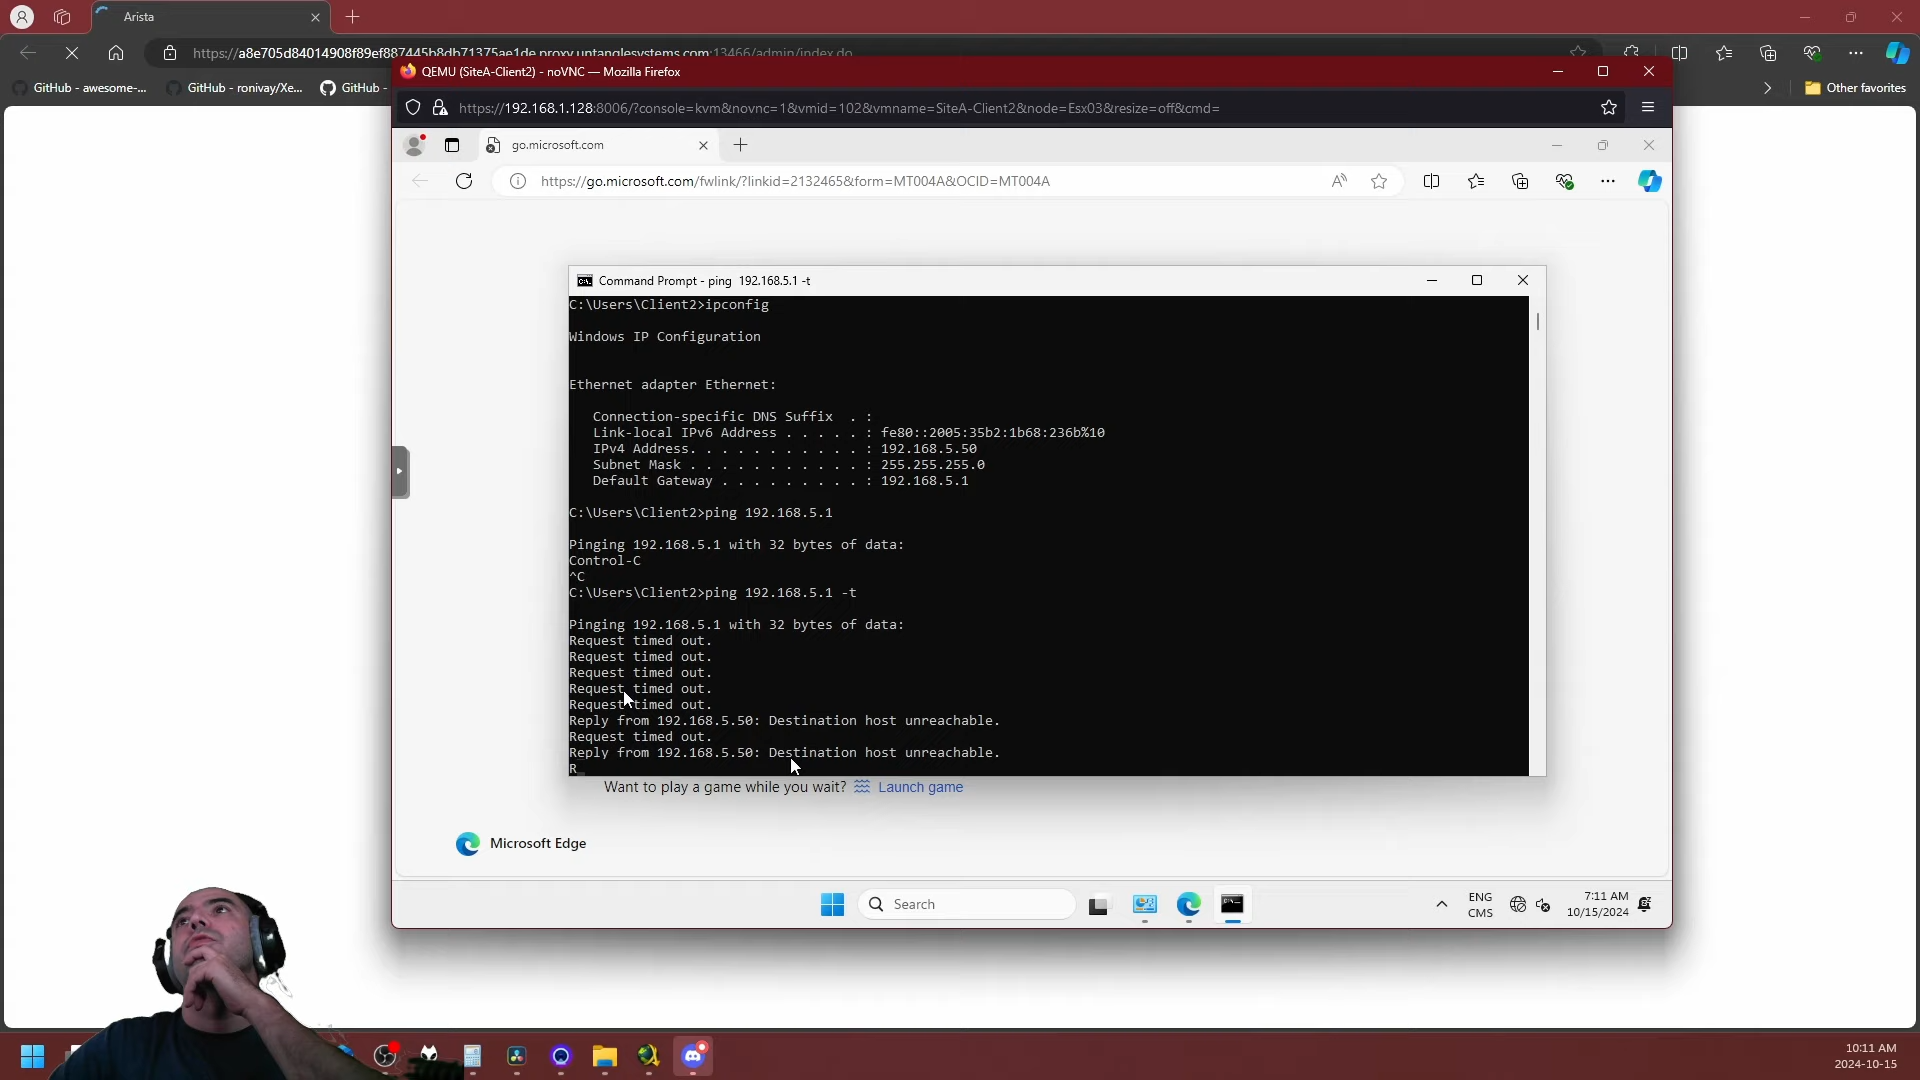 Arista
https://a8e705d84014908f89ef887445b8db71375ae1de.proxy.untanglesystems.com:13466/admin/index.do
GitHub - awesome-...
GitHub - ronivay/Xe...
GitHub -
Other favorites
QEMU (SiteA-Client2) - noVNC — Mozilla Firefox
https://192.168.1.128:8006/?console=kvm&novnc=1&vmid=102&vmname=SiteA-Client2&node=Esx03&resize=off&cmd=
go.microsoft.com
https://go.microsoft.com/fwlink/?linkid=2132465&form=MT004A&OCID=MT004A
Command Prompt - ping 192.168.5.1 -t
C:\Users\Client2>ipconfig
Windows IP Configuration
Ethernet adapter Ethernet:
Connection-specific DNS Suffix . :
Link-local IPv6 Address . . . . . : fe80::2005:35b2:1b68:236b%10
IPv4 Address. . . . . . . . . . . : 192.168.5.50
Subnet Mask . . . . . . . . . . . : 255.255.255.0
Default Gateway . . . . . . . . . : 192.168.5.1
C:\Users\Client2>ping 192.168.5.1
Pinging 192.168.5.1 with 32 bytes of data:
Control-C
^C
C:\Users\Client2>ping 192.168.5.1 -t
Pinging 192.168.5.1 with 32 bytes of data:
Request timed out.
Request timed out.
Request timed out.
Request timed out.
Request timed out.
Reply from 192.168.5.50: Destination host unreachable.
Request timed out.
Reply from 192.168.5.50: Destination host unreachable.
R_
Want to play a game while you wait? Launch game
Microsoft Edge
Search
ENG
CMS
7:11 AM
10/15/2024
10:11 AM
2024-10-15